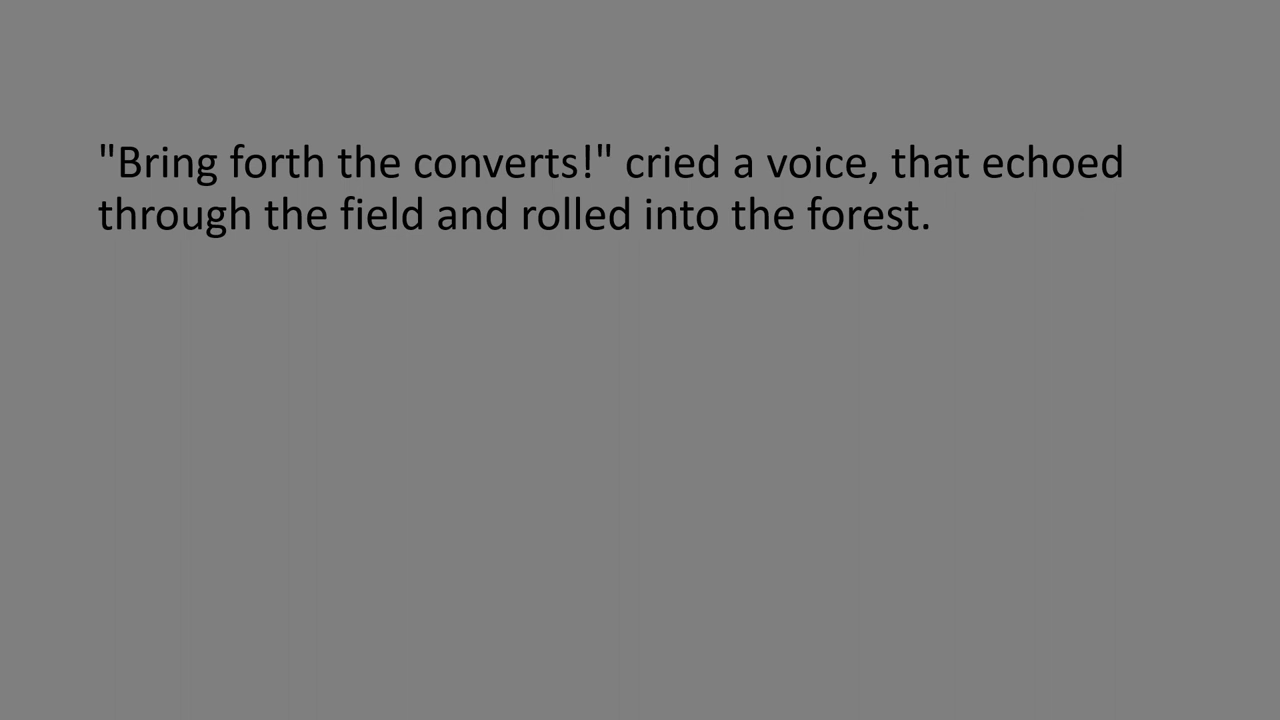 "Bring forth the converts!" cried a voice, that echoed
through the field and rolled into the forest.